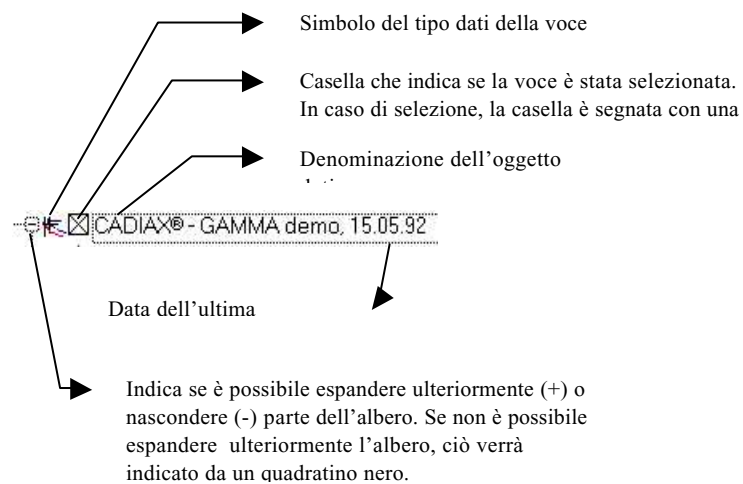 Simbolo del tipo dati della voce
Casella che indica se la voce è stata selezionata.
In caso di selezione, la casella è segnata con una
Denominazione dell’oggetto
CADIAX® - GAMMA demo, 15.05.92
Data dell’ultima
Indica se è possibile espandere ulteriormente (+) o
nascondere (-) parte dell’albero. Se non è possibile
espandere ulteriormente l’albero, ciò verrà
indicato da un quadratino nero.